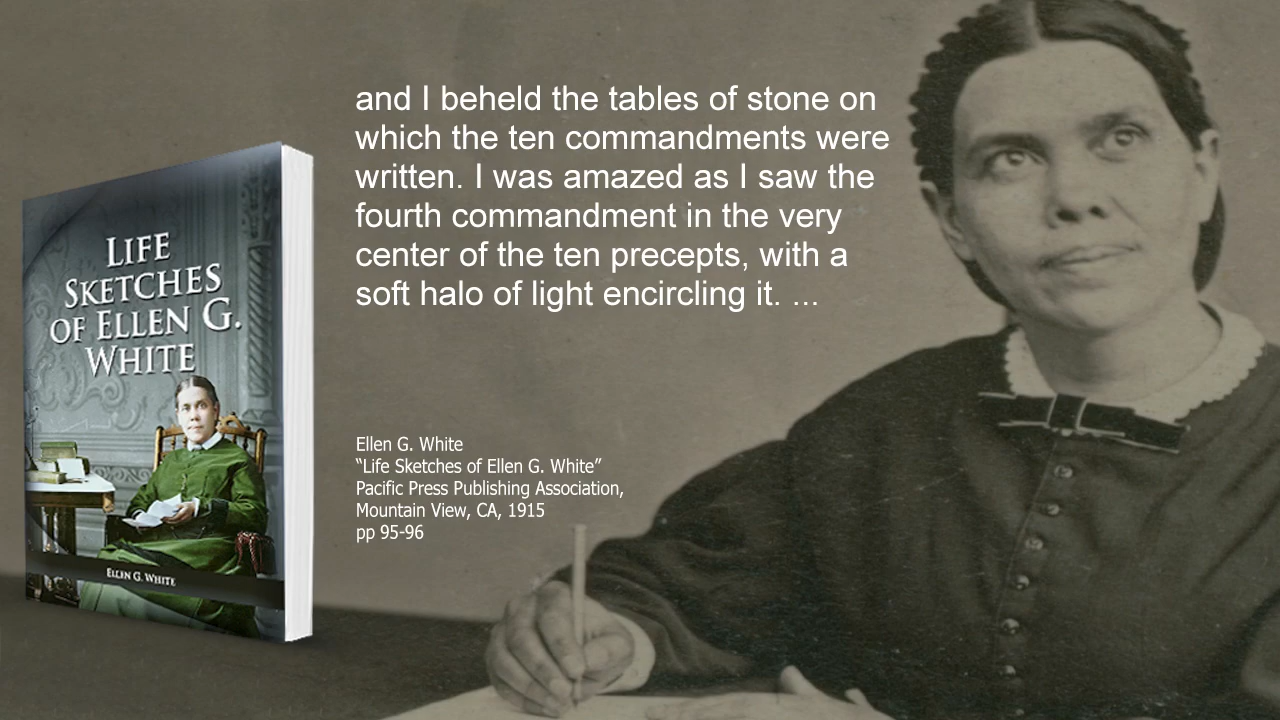 LIFE
SKETCHES
OF ELLEN G.
WHITE
ELLEN G. WHITE
and I beheld the tables of stone on
which the ten commandments were
written. I was amazed as I saw the
fourth commandment in the very
center of the ten precepts, with a
soft halo of light encircling it. ...
Ellen G. White
“Life Sketches of Ellen G. White”
Pacific Press Publishing Association,
Mountain View, CA, 1915
pp 95-96